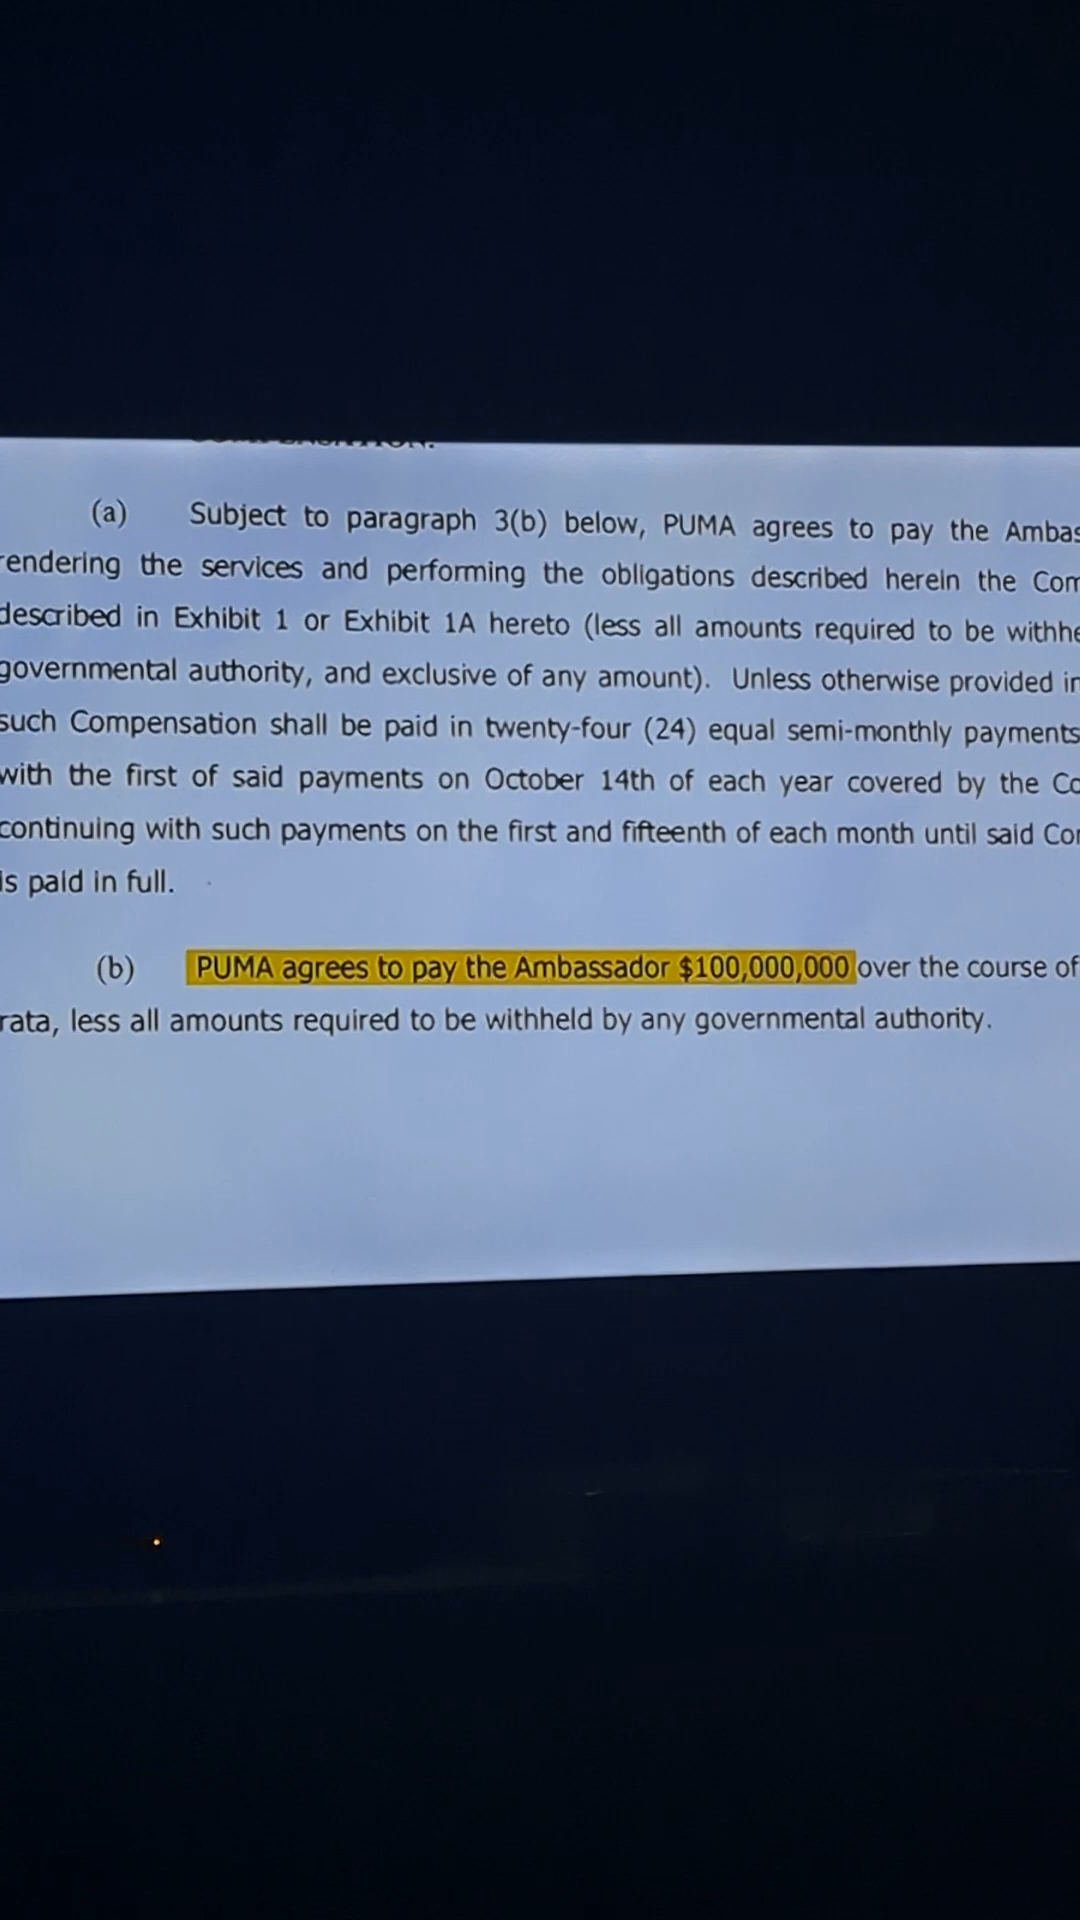 (a) Subject to paragraph 3(b) below, PUMA agrees to pay the
rendering the services and performing the obligations described herein the
described in Exhibit 1 or Exhibit 1A hereto (less all amounts required to be
governmental authority, and exclusive of any amount). Unless otherwise provided
such Compensation shall be paid in twenty-four (24) equal semi-monthly payments
with the first of said payments on October 14th of each year covered by the
continuing with such payments on the first and fifteenth of each month until said
is paid in full.
(b) PUMA agrees to pay the Ambassador $100,000,000 over the course of
rata, less all amounts required to be withheld by any governmental authority.